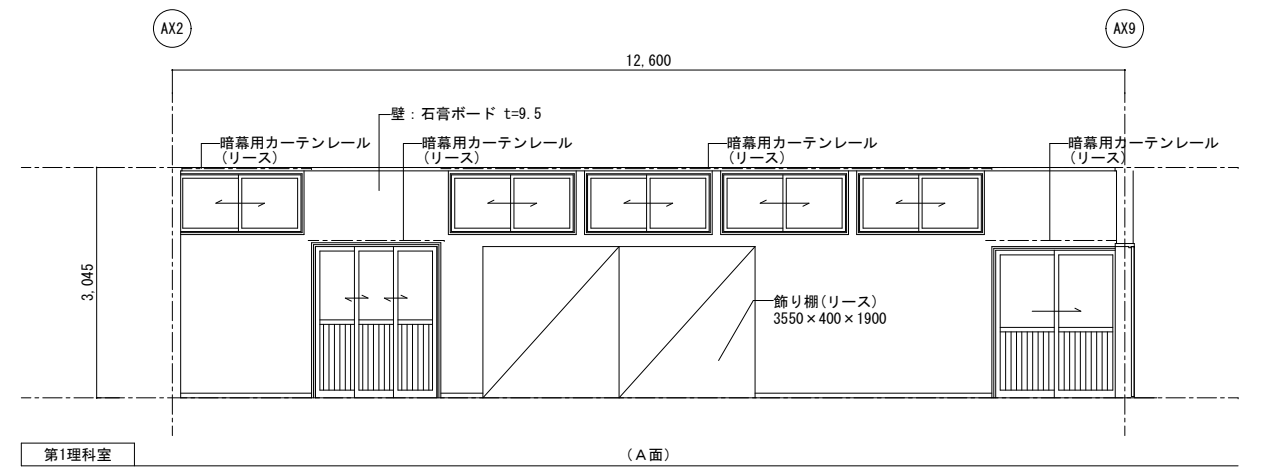 AX2
AX9
12,600
壁：石膏ボード t=9.5
暗幕用カーテンレール
(リース)
暗幕用カーテンレール
(リース)
暗幕用カーテンレール
(リース)
暗幕用カーテンレール
(リース)
3,045
飾り棚(リース)
3550×400×1900
第1理科室
(A面)